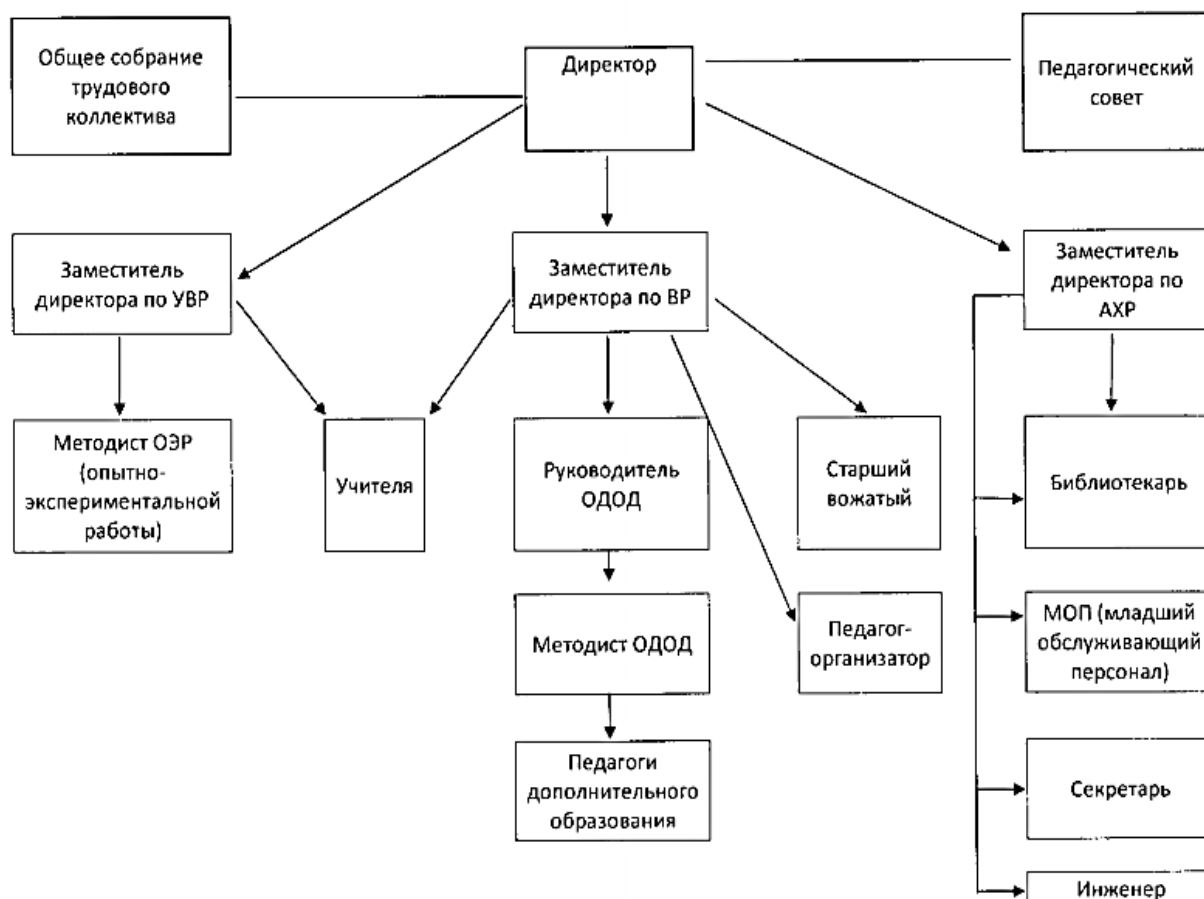 Общее собрание
трудового
коллектива
Директор
Педагогический
совет
Заместитель
директора по УВР
Заместитель
директора по ВР
Заместитель
директора по
АХР
Методист ОЭР
(опытно-
экспериментальной
работы)
Учителя
Руководитель
ОДОД
Старший
вожатый
Библиотекарь
Методист ОДОД
Педагог-
организатор
МОП (младший
обслуживающий
персонал)
Педагоги
дополнительного
образования
Секретарь
Инженер